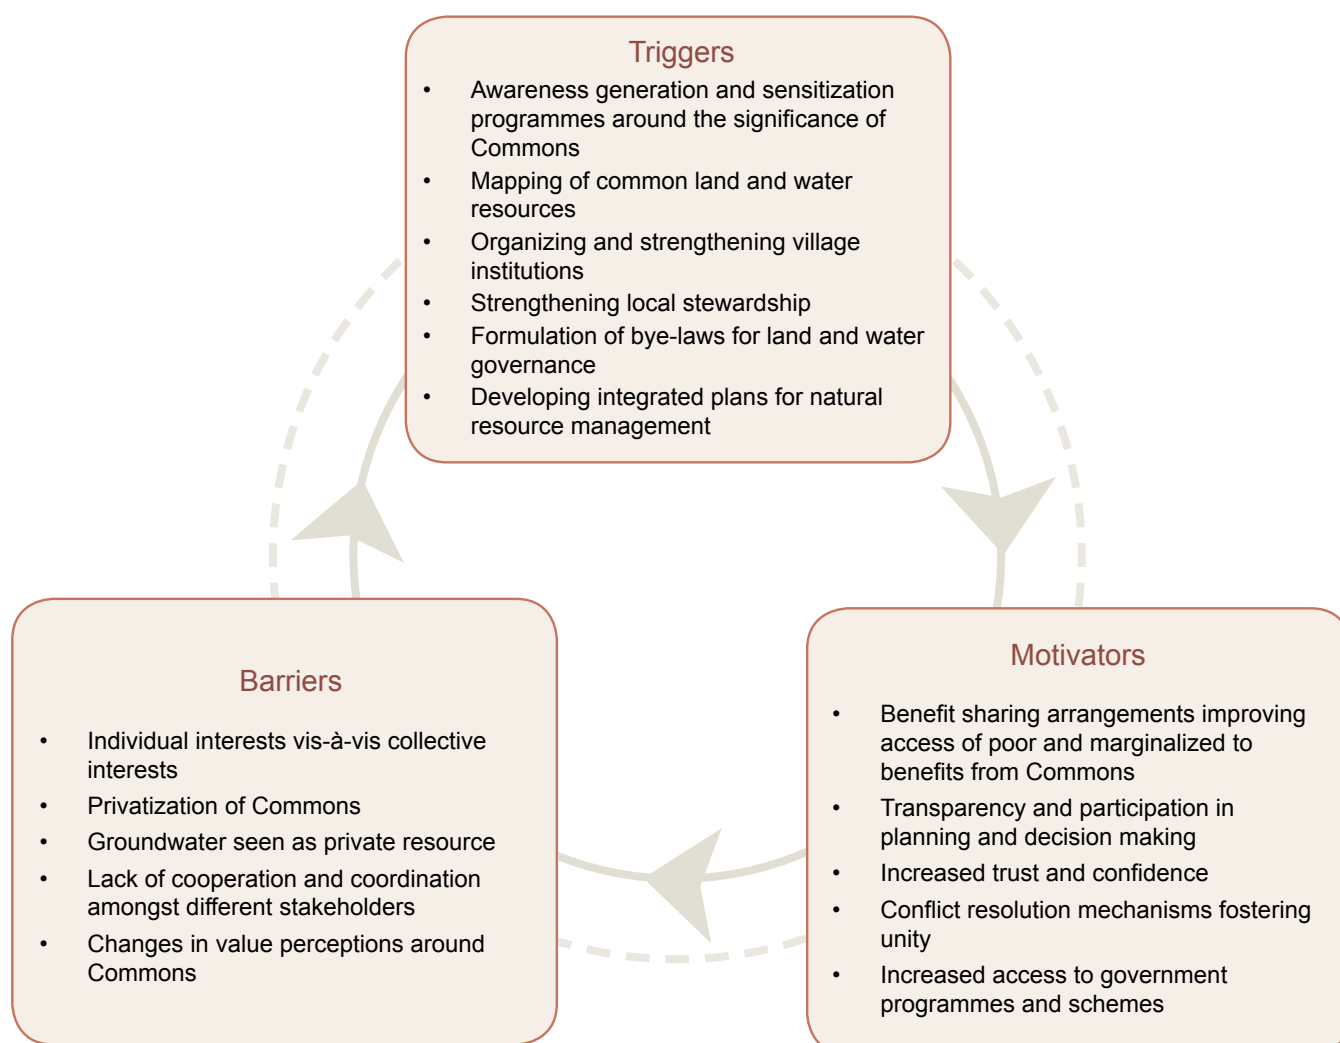 Triggers
• Awareness generation and sensitization
programmes around the significance of
Commons
• Mapping of common land and water
resources
• Organizing and strengthening village
institutions
• Strengthening local stewardship
• Formulation of bye-laws for land and water
governance
• Developing integrated plans for natural
resource management
Barriers
• Individual interests vis-à-vis collective
interests
• Privatization of Commons
• Groundwater seen as private resource
• Lack of cooperation and coordination
amongst different stakeholders
• Changes in value perceptions around
Commons
Motivators
• Benefit sharing arrangements improving
access of poor and marginalized to
benefits from Commons
• Transparency and participation in
planning and decision making
• Increased trust and confidence
• Conflict resolution mechanisms fostering
unity
• Increased access to government
programmes and schemes